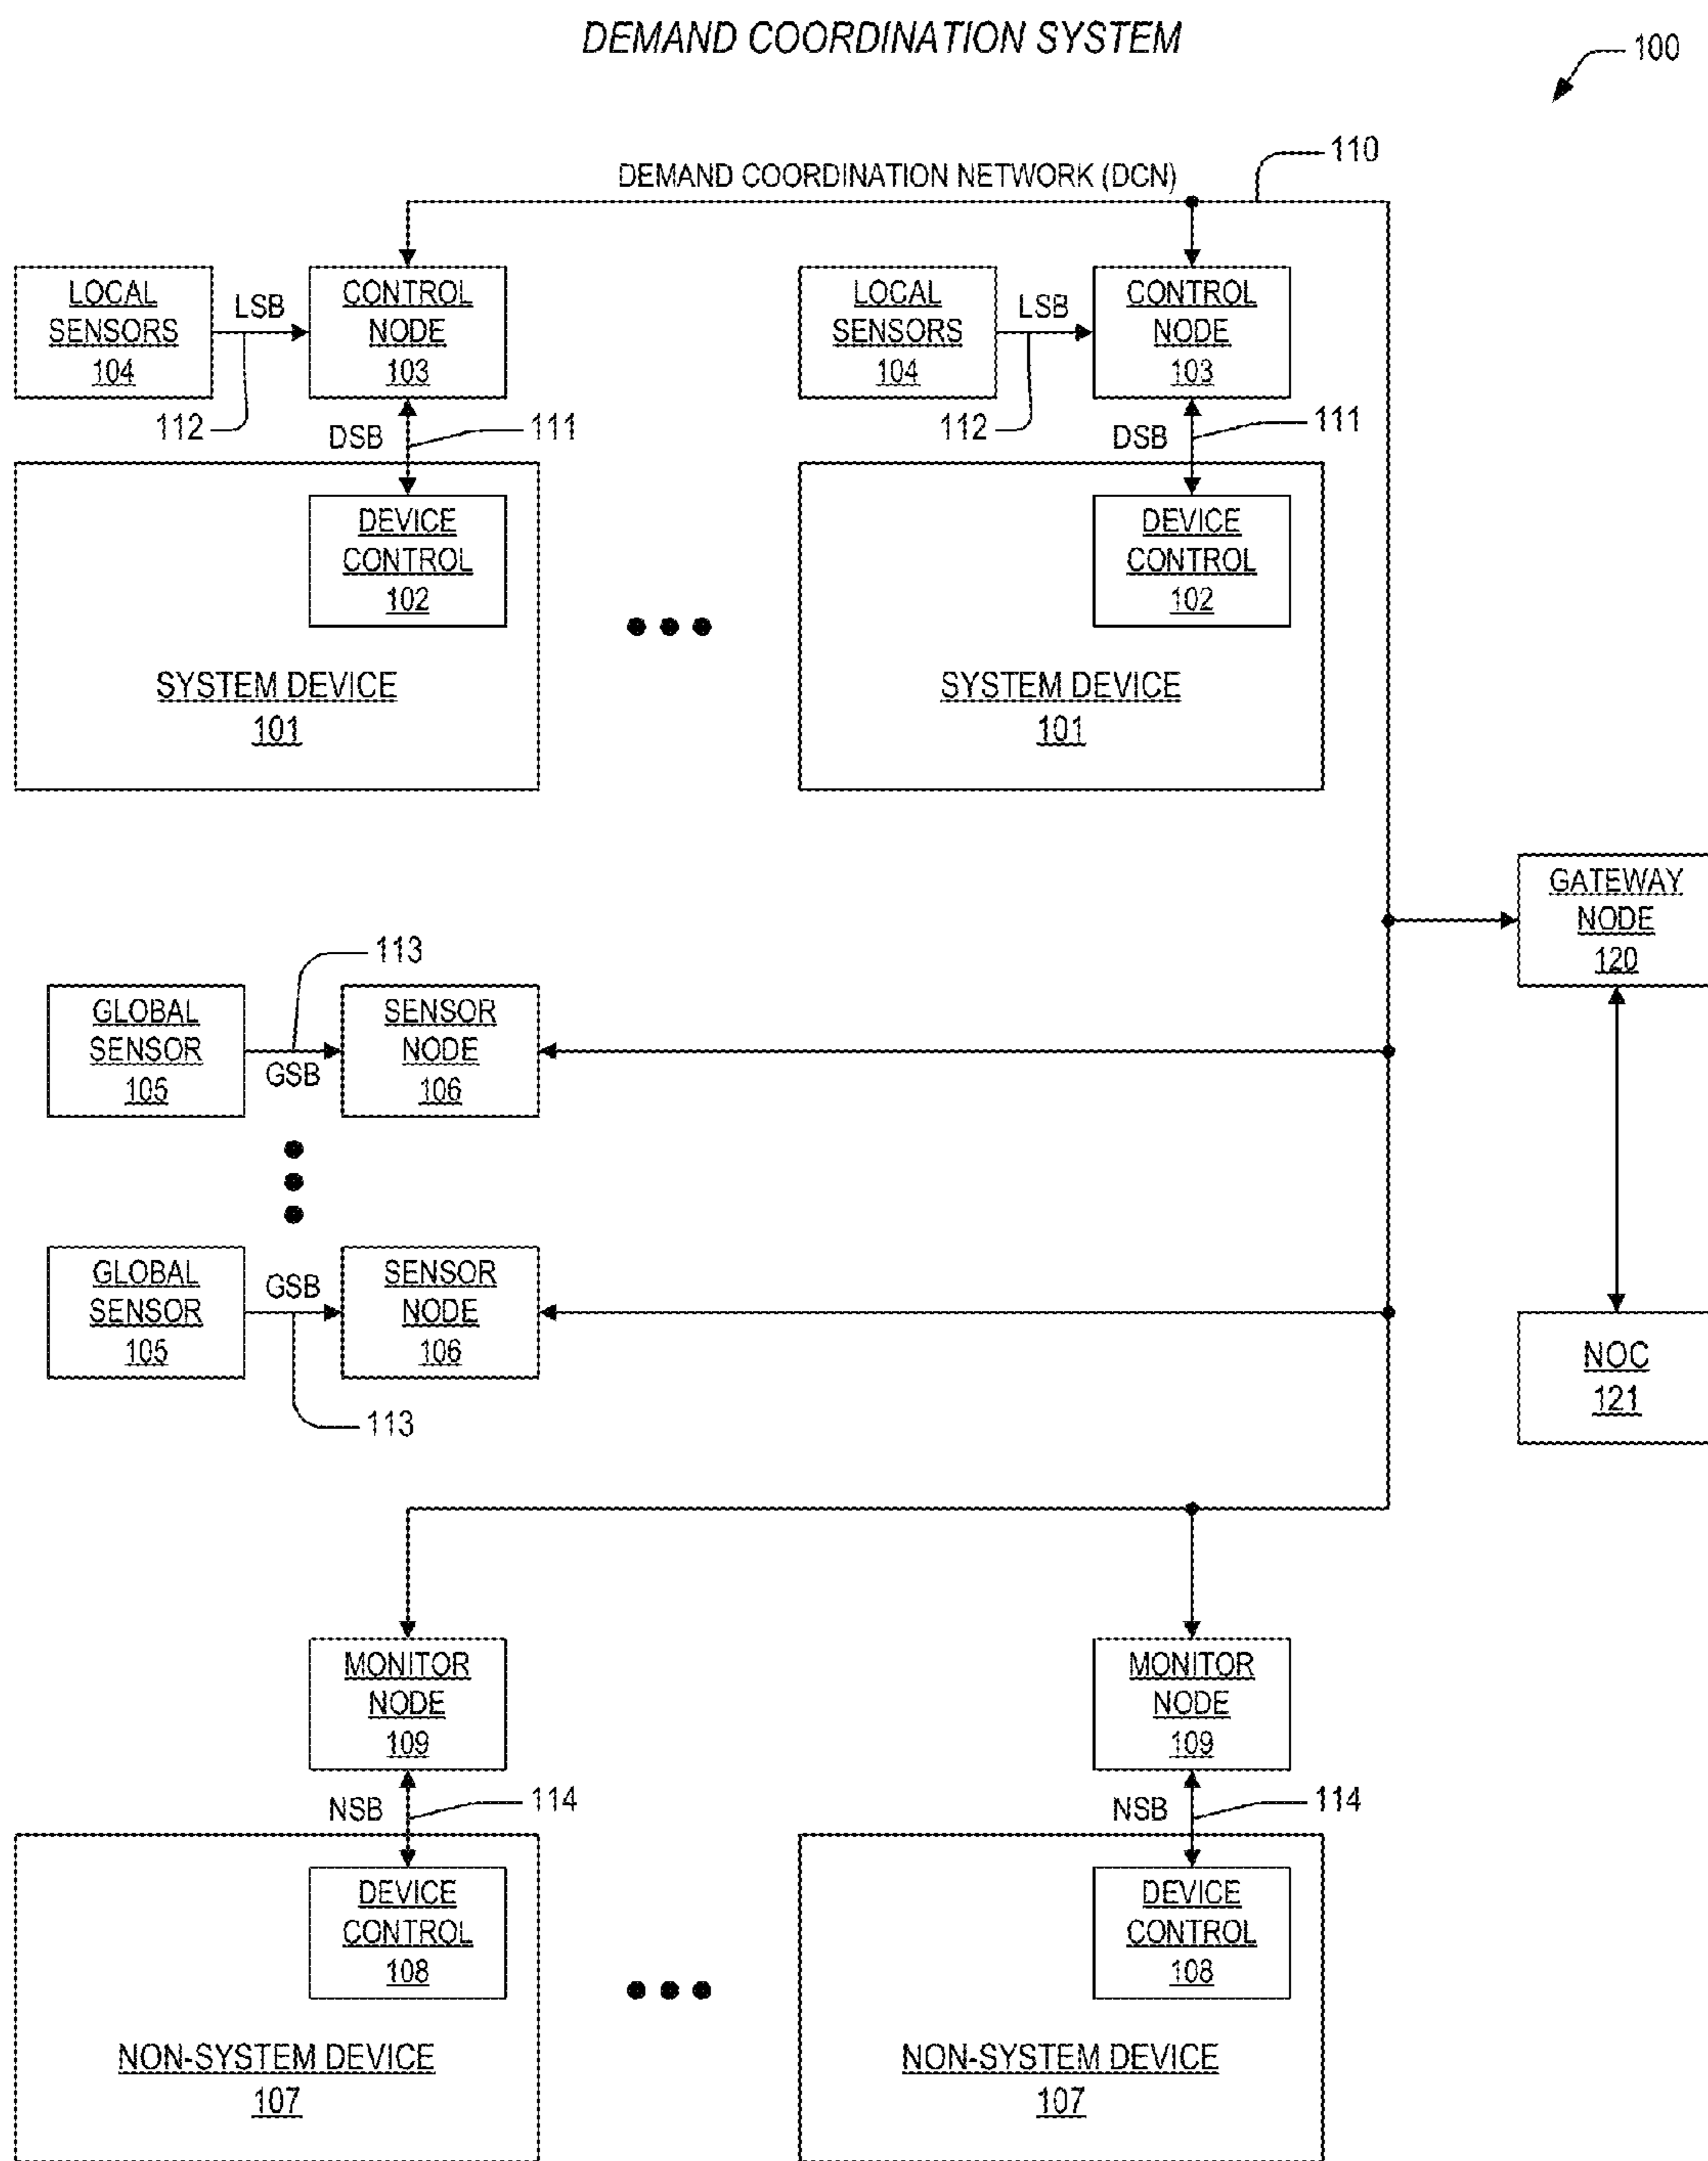 DEMAND COORDINATION SYSTEM
100
110
DEMAND COORDINATION NETWORK (DCN)
LOCAL
SENSORS
104
LSB
CONTROL
NODE
103
112
DSB
111
DEVICE
CONTROL
102
SYSTEM DEVICE
101
LOCAL
SENSORS
104
LSB
CONTROL
NODE
103
112
DSB
111
DEVICE
CONTROL
102
SYSTEM DEVICE
101
GATEWAY
NODE
120
113
GLOBAL
SENSOR
105
GSB
SENSOR
NODE
106
GLOBAL
SENSOR
105
GSB
SENSOR
NODE
106
113
NOC
121
MONITOR
NODE
109
NSB
114
DEVICE
CONTROL
108
NON-SYSTEM DEVICE
107
MONITOR
NODE
109
NSB
114
DEVICE
CONTROL
108
NON-SYSTEM DEVICE
107